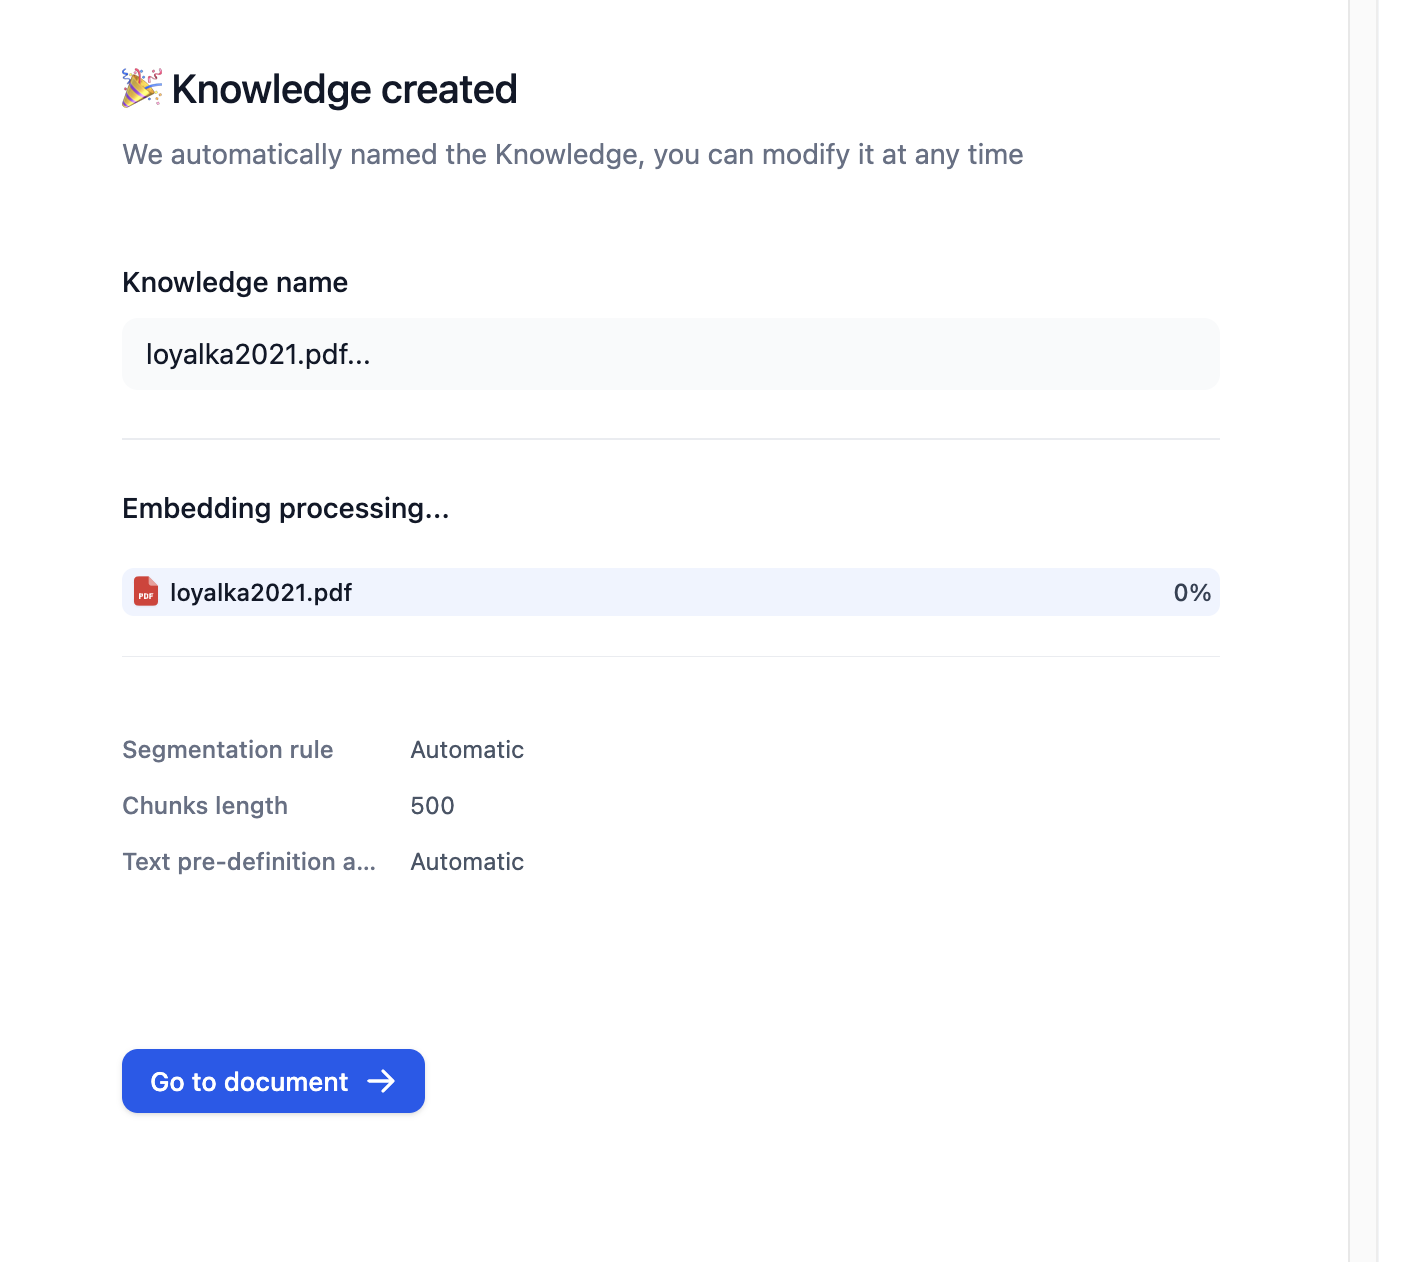 🎉 Knowledge created
We automatically named the Knowledge, you can modify it at any time
Knowledge name
loyalka2021.pdf...
Embedding processing...
PDF loyalka2021.pdf 0%
Segmentation rule Automatic
Chunks length 500
Text pre-definition a... Automatic
Go to document →